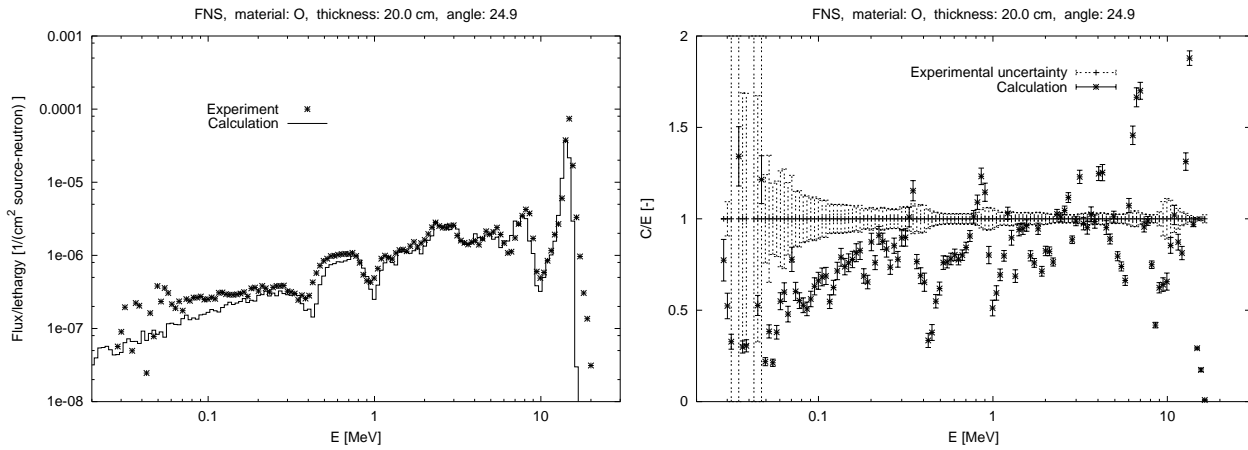 FNS, material: O, thickness: 20.0 cm, angle: 24.9
0.001
0.0001
1e-05
1e-06
1e-07
1e-08
Flux/lethargy [1/(cm^2 source-neutron) ]
Experiment
Calculation
0.1
1
10
E [MeV]
FNS, material: O, thickness: 20.0 cm, angle: 24.9
2
1.5
1
0.5
0
C/E [-]
Experimental uncertainty
Calculation
0.1
1
10
E [MeV]